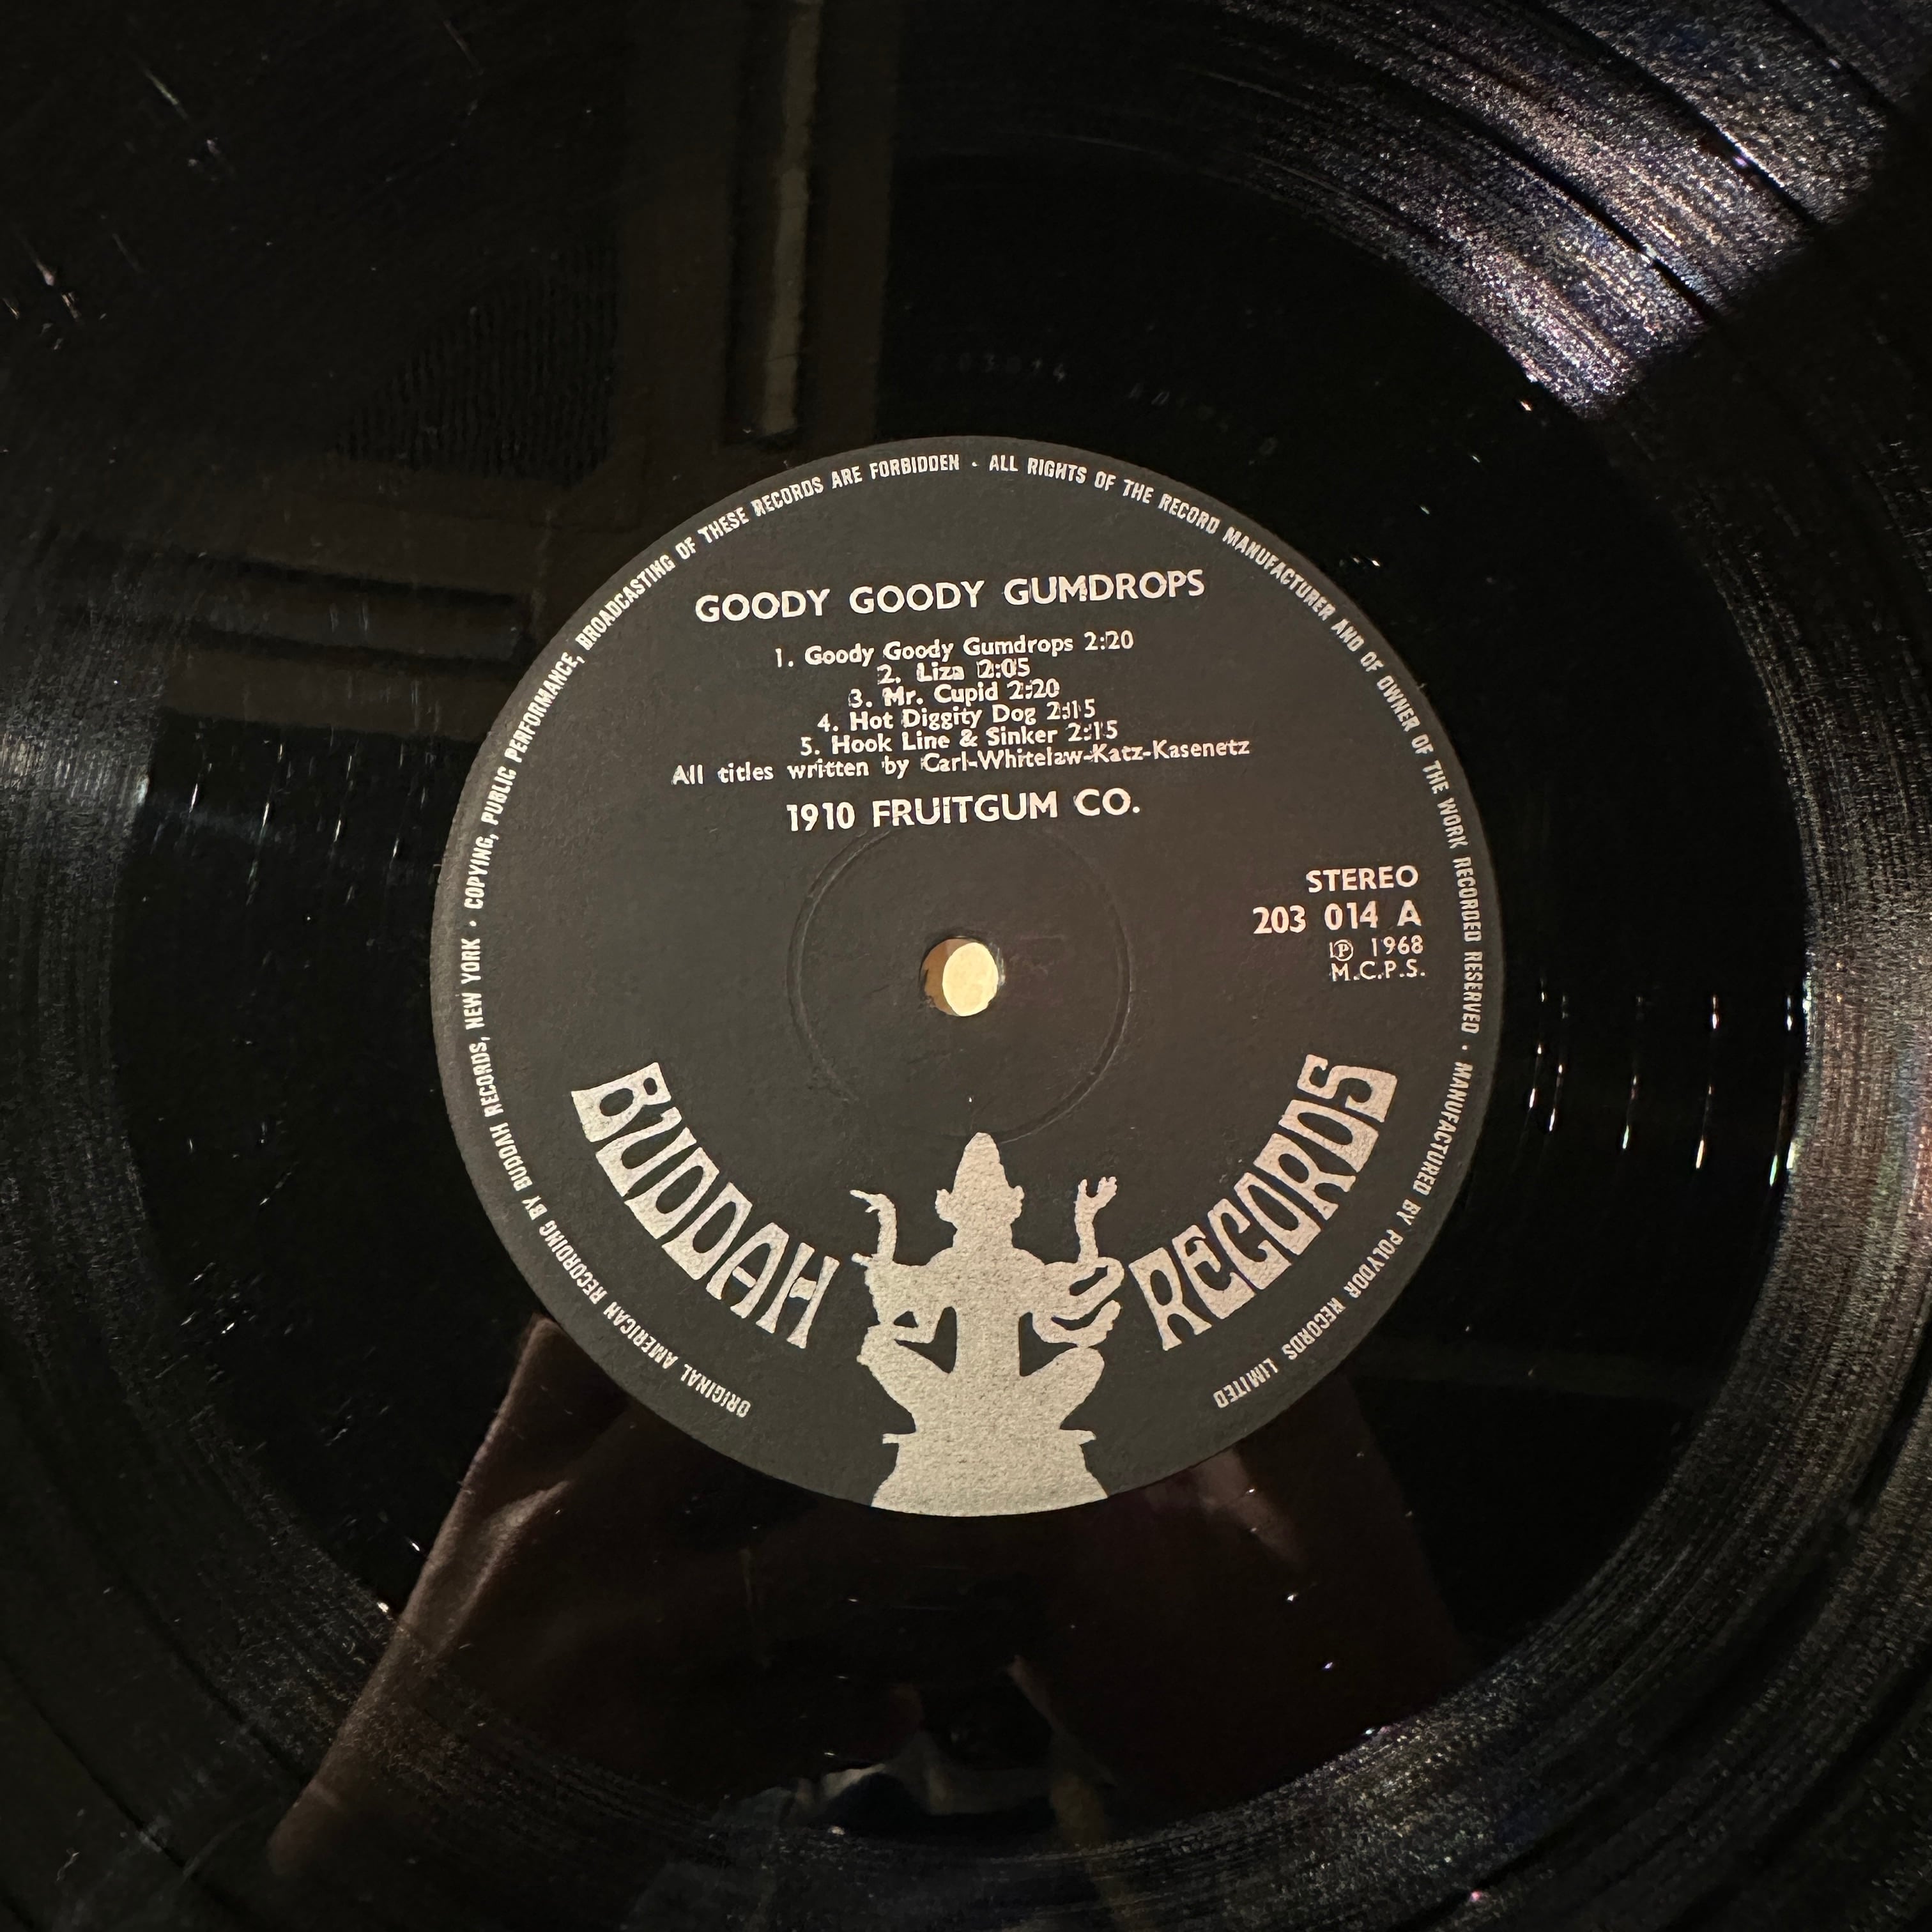 ORIGINAL AMERICAN RECORDING BY BUDDAH RECORDS, NEW YORK · COPYING, PUBLIC PERFORMANCE, BROADCASTING OF THESE RECORDS ARE FORBIDDEN · ALL RIGHTS OF THE RECORD MANUFACTURER AND OF OWNER OF THE WORK RECORDED RESERVED · MANUFACTURED BY POLYDOR RECORDS LIMITED
GOODY GOODY GUMDROPS
1. Goody Goody Gumdrops 2:20
2. Liza 2:05
3. Mr. Cupid 2:20
4. Hot Diggity Dog 2:15
5. Hook Line & Sinker 2:15
All titles written by Carl-Whitelaw-Katz-Kasenetz
1910 FRUITGUM CO.
STEREO
203 014 A
Ⓟ 1968
M.C.P.S.
BUDDAH RECORDS